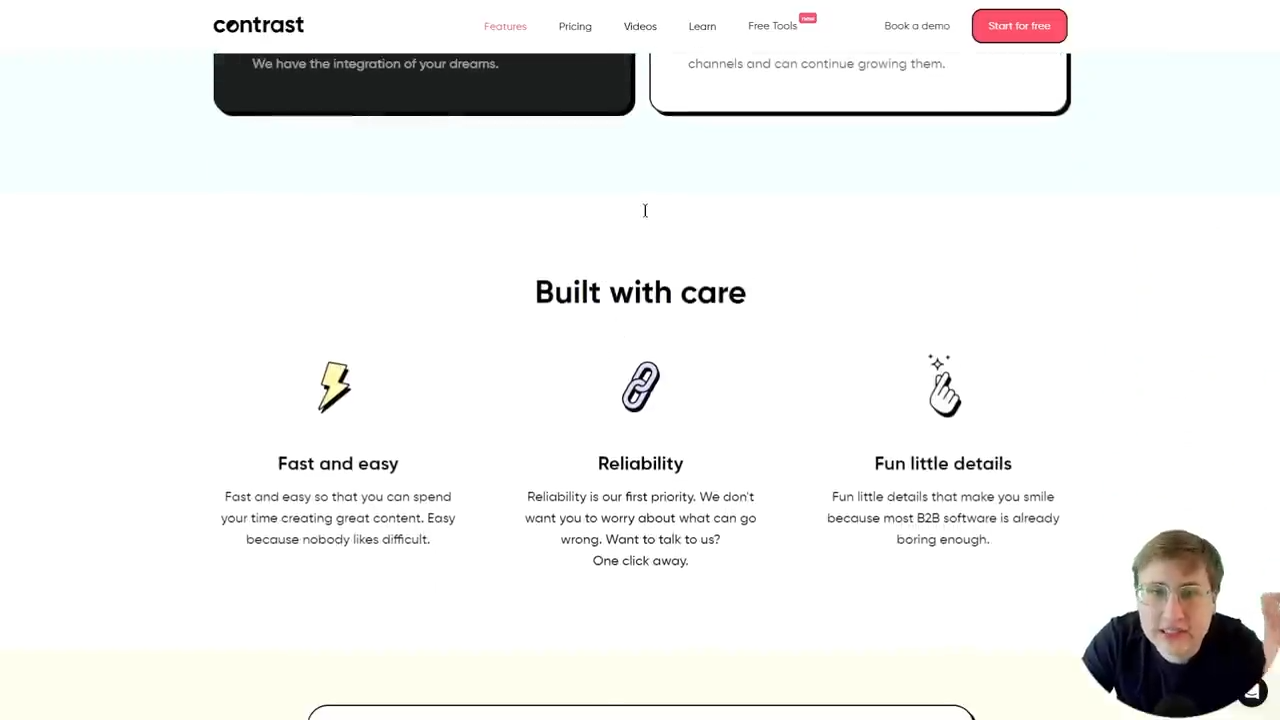 contrast
Features
Pricing
Videos
Learn
Free Tools
new
Book a demo
Start for free
We have the integration of your dreams.
channels and can continue growing them.
Built with care
Fast and easy
Fast and easy so that you can spend
your time creating great content. Easy
because nobody likes difficult.
Reliability
Reliability is our first priority. We don't
want you to worry about what can go
wrong. Want to talk to us?
One click away.
Fun little details
Fun little details that make you smile
because most B2B software is already
boring enough.